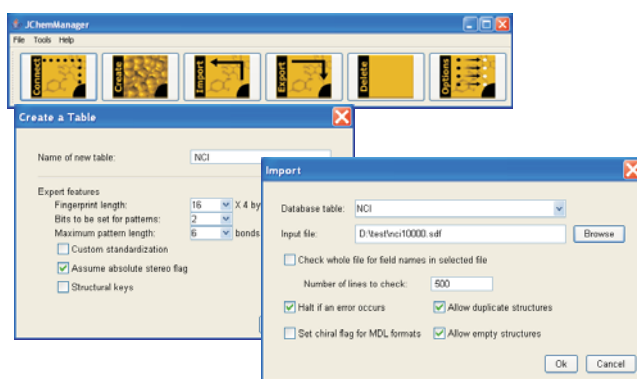 JChemManager
File Tools Help
Connect
Create
Import
Export
Delete
Options
Create a Table
Name of new table: NCI
Expert features
Fingerprint length: 16 X 4 by
Bits to be set for patterns: 2
Maximum pattern length: 6 bonds
Custom standardization
Assume absolute stereo flag
Structural keys
Import
Database table: NCI
Input file: D:\test\nci10000.sdf Browse
Check whole file for field names in selected file
Number of lines to check: 500
Halt if an error occurs Allow duplicate structures
Set chiral flag for MDL formats Allow empty structures
Ok Cancel